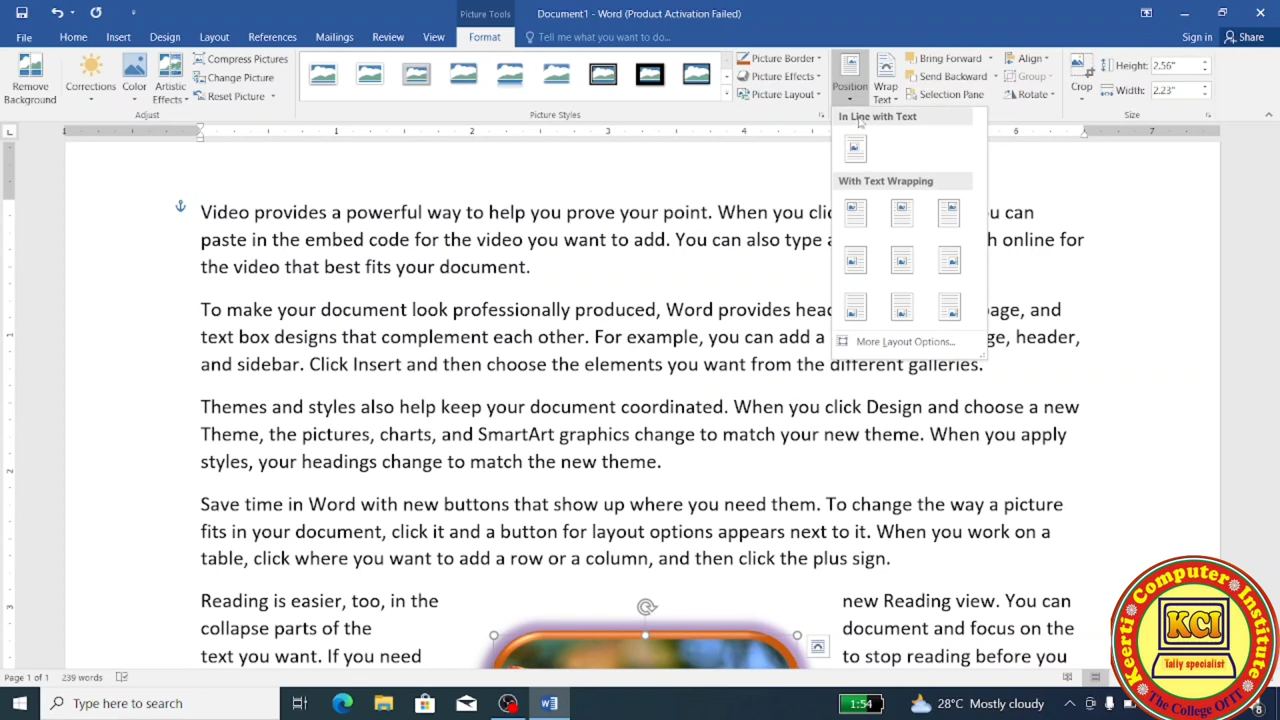 Picture Tools
Document1 - Word (Product Activation Failed)
File Home Insert Design Layout References Mailings Review View Format Tell me what you want to do... Sign in Share
Remove Background
Corrections
Color
Artistic Effects
Compress Pictures
Change Picture
Reset Picture
Adjust
Picture Styles
Picture Border
Picture Effects
Picture Layout
Position
Wrap Text
Bring Forward
Send Backward
Selection Pane
Align
Group
Rotate
Crop
Height: 2.56"
Width: 2.23"
In Line with Text
With Text Wrapping
More Layout Options...
1 1 2 3 4 6 7
Video provides a powerful way to help you prove your point. When you clic u can
paste in the embed code for the video you want to add. You can also type a h online for
the video that best fits your document.
To make your document look professionally produced, Word provides head page, and
text box designs that complement each other. For example, you can add a ge, header,
and sidebar. Click Insert and then choose the elements you want from the different galleries.
Themes and styles also help keep your document coordinated. When you click Design and choose a new
Theme, the pictures, charts, and SmartArt graphics change to match your new theme. When you apply
styles, your headings change to match the new theme.
Save time in Word with new buttons that show up where you need them. To change the way a picture
fits in your document, click it and a button for layout options appears next to it. When you work on a
table, click where you want to add a row or a column, and then click the plus sign.
Reading is easier, too, in the new Reading view. You can
collapse parts of the document and focus on the
text you want. If you need to stop reading before you
1
2
3
Page 1 of 1 239 words
Type here to search
1:54
28°C Mostly cloudy
8
Keerti Computer Institute
KCI
Tally specialist
The College Of IT